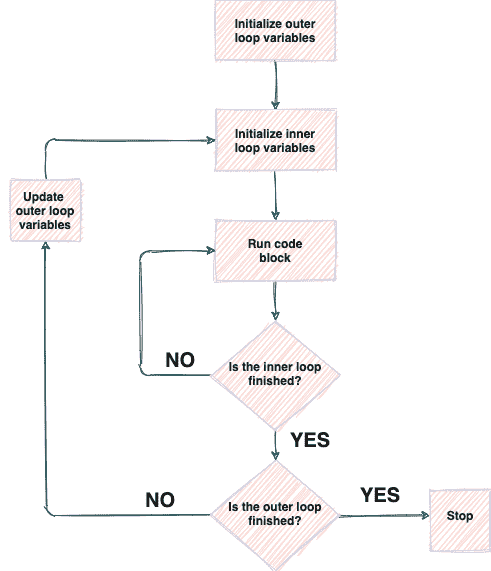 Initialize outer
loop variables
Initialize inner
loop variables
Update
outer loop
variables
Run code
block
Is the inner loop
finished?
NO
YES
Is the outer loop
finished?
NO
YES
Stop